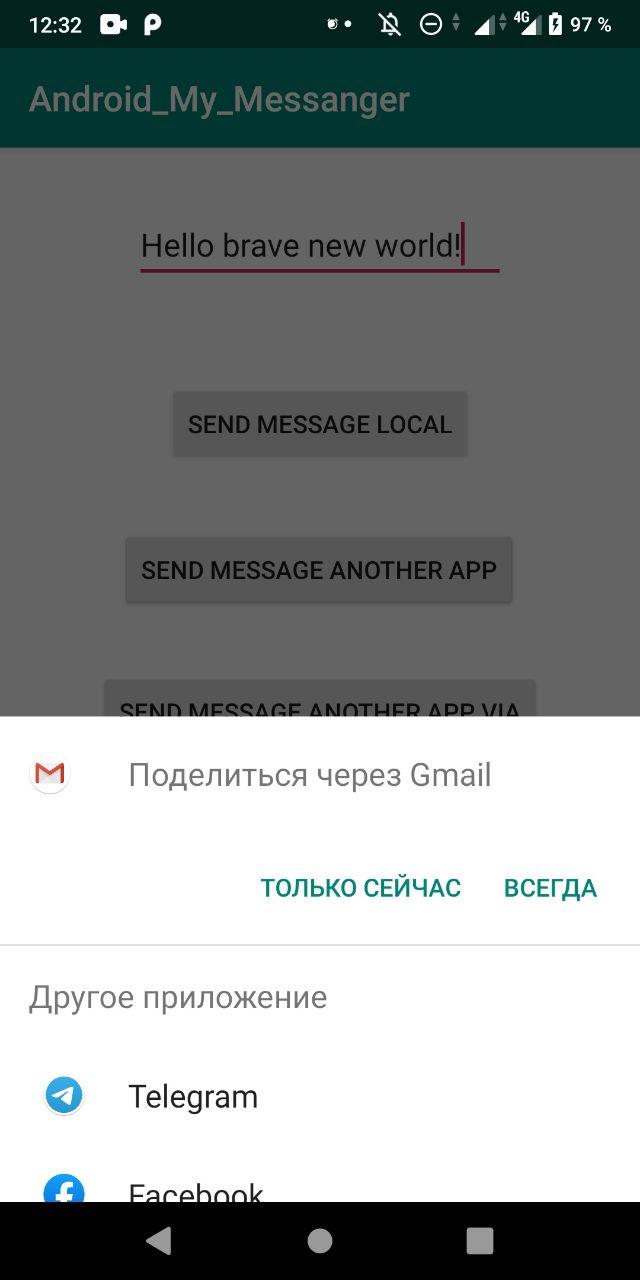 12:32
4G
97 %
Android_My_Messanger
Hello brave new world!
SEND MESSAGE LOCAL
SEND MESSAGE ANOTHER APP
SEND MESSAGE ANOTHER APP VIA
Поделиться через Gmail
ТОЛЬКО СЕЙЧАС ВСЕГДА
Другое приложение
Telegram
Facebook